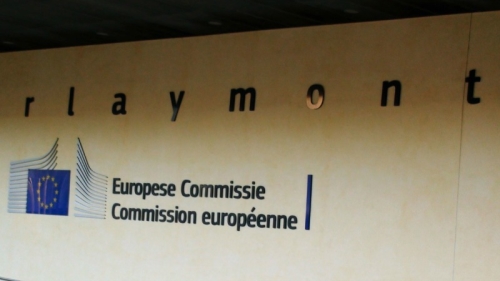 rlaymont
Europese Commissie
Commission européenne